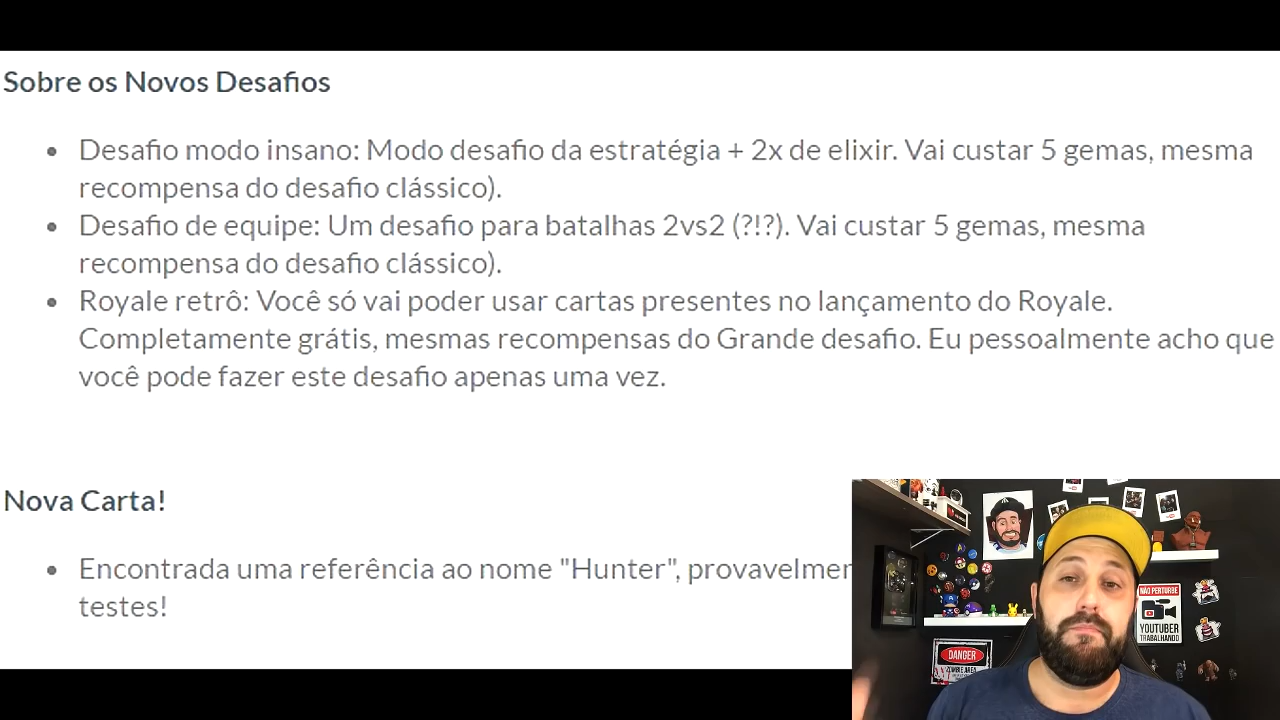 Sobre os Novos Desafios
Desafio modo insano: Modo desafio da estratégia + 2x de elixir. Vai custar 5 gemas, mesma
recompensa do desafio clássico).
Desafio de equipe: Um desafio para batalhas 2vs2 (?!?). Vai custar 5 gemas, mesma
recompensa do desafio clássico).
Royale retrô: Você só vai poder usar cartas presentes no lançamento do Royale.
Completamente grátis, mesmas recompensas do Grande desafio. Eu pessoalmente acho que
você pode fazer este desafio apenas uma vez.
Nova Carta!
Encontrada uma referência ao nome "Hunter", provavelmer
testes!
NÃO PERTURBE
YOUTUBER
TRABALHANDO
DANGER